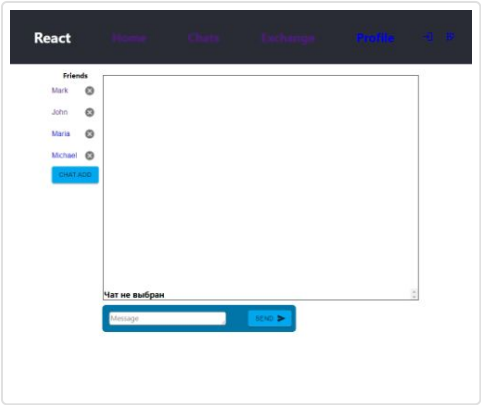 React
Home
Chats
Exchange
Profile
Friends
Mark
John
Maria
Michael
CHAT ADD
Чат не выбран
Message
SEND